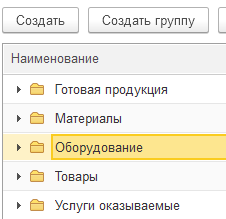 Создать Создать группу
Наименование
Готовая продукция
Материалы
Оборудование
Товары
Услуги оказываемые